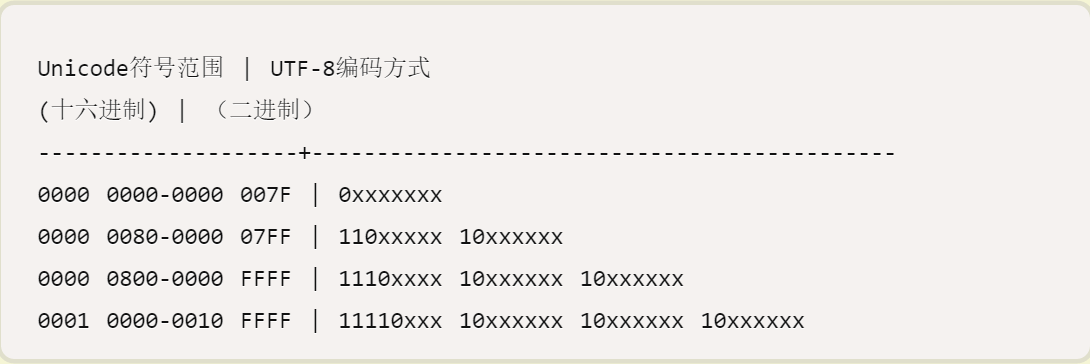 Unicode符号范围 | UTF-8编码方式
(十六进制) | （二进制）
--------------------+---------------------------------------------
0000 0000-0000 007F | 0xxxxxxx
0000 0080-0000 07FF | 110xxxxx 10xxxxxx
0000 0800-0000 FFFF | 1110xxxx 10xxxxxx 10xxxxxx
0001 0000-0010 FFFF | 11110xxx 10xxxxxx 10xxxxxx 10xxxxxx